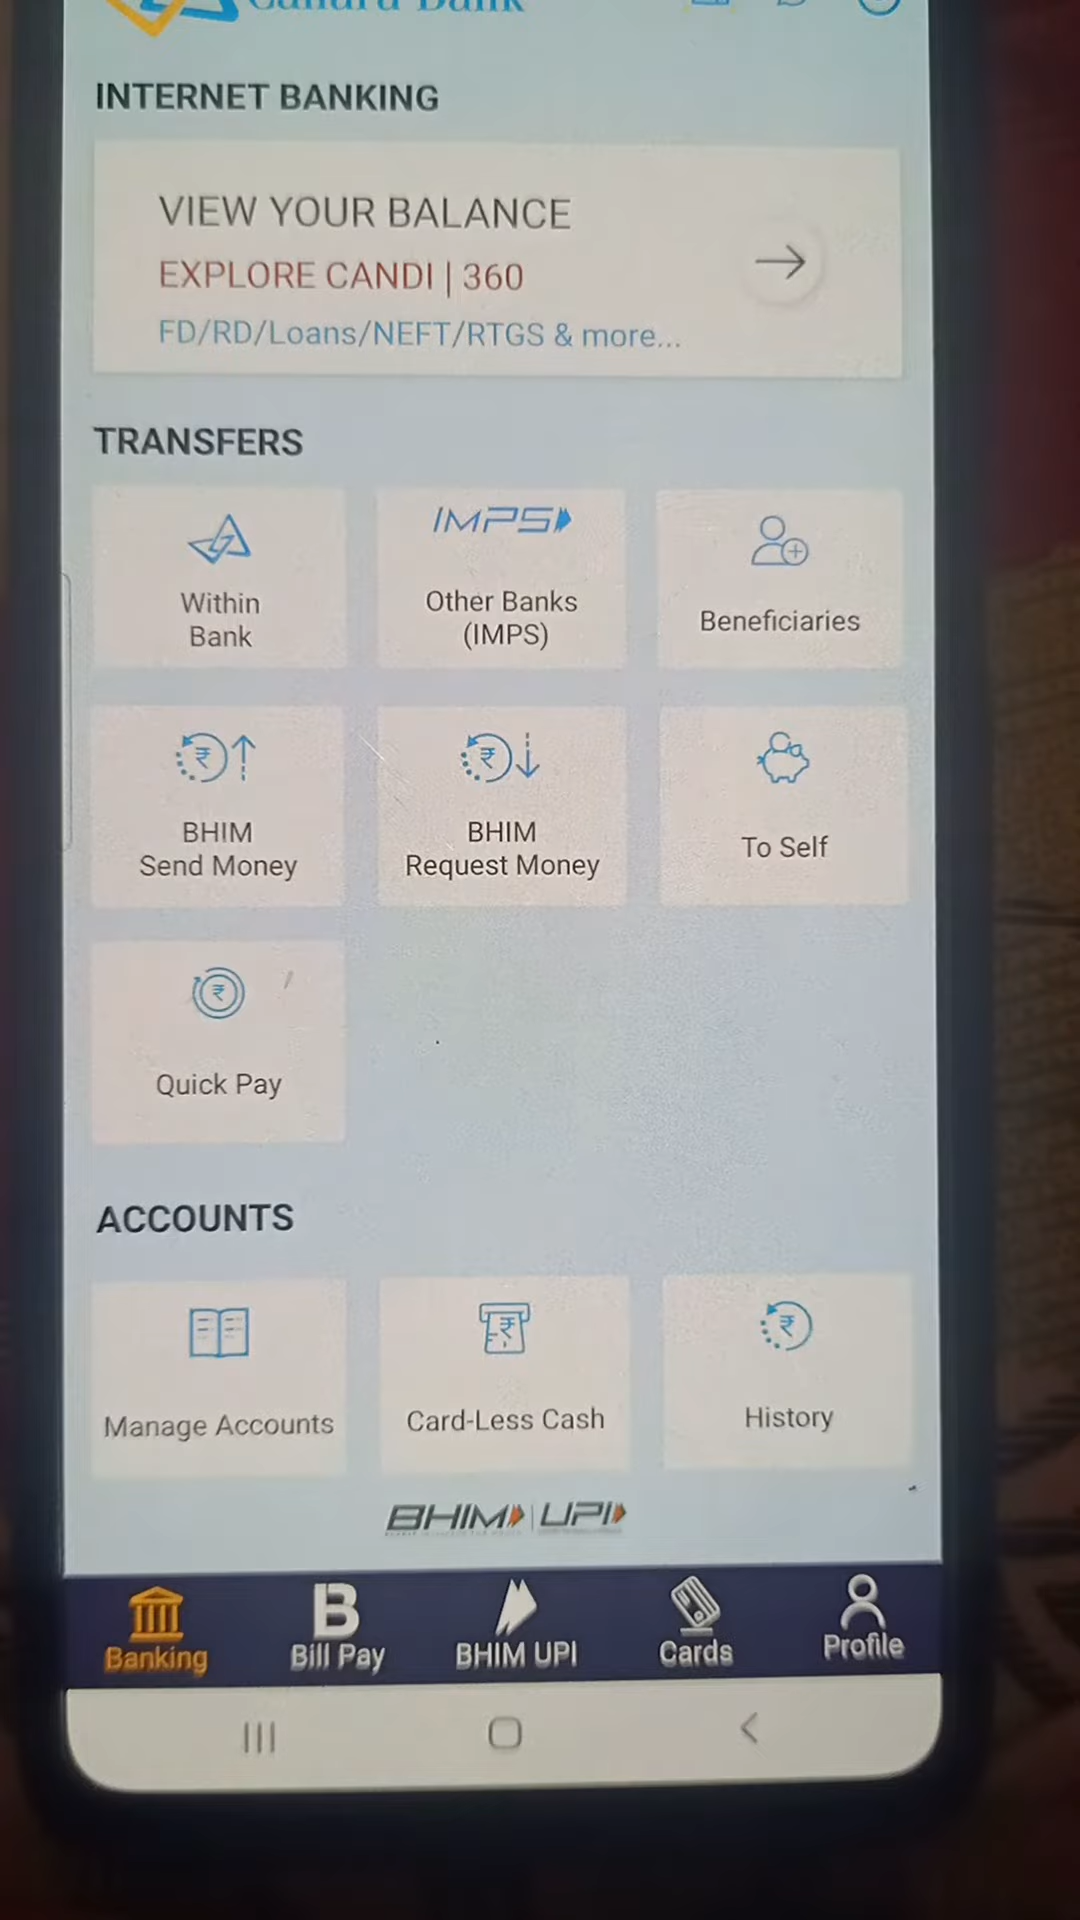 Canara Bank
INTERNET BANKING
VIEW YOUR BALANCE
EXPLORE CANDI | 360
FD/RD/Loans/NEFT/RTGS & more...
TRANSFERS
Within
Bank
IMPS
Other Banks
(IMPS)
Beneficiaries
BHIM
Send Money
BHIM
Request Money
To Self
Quick Pay
ACCOUNTS
Manage Accounts
Card-Less Cash
History
BHIM | UPI
Banking
Bill Pay
BHIM UPI
Cards
Profile